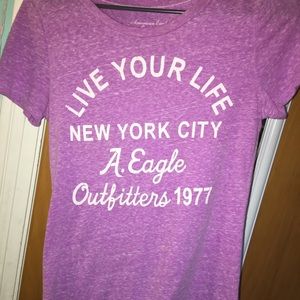 LIVE YOUR LIFE
NEW YORK CITY
A. Eagle
Outfitters 1977